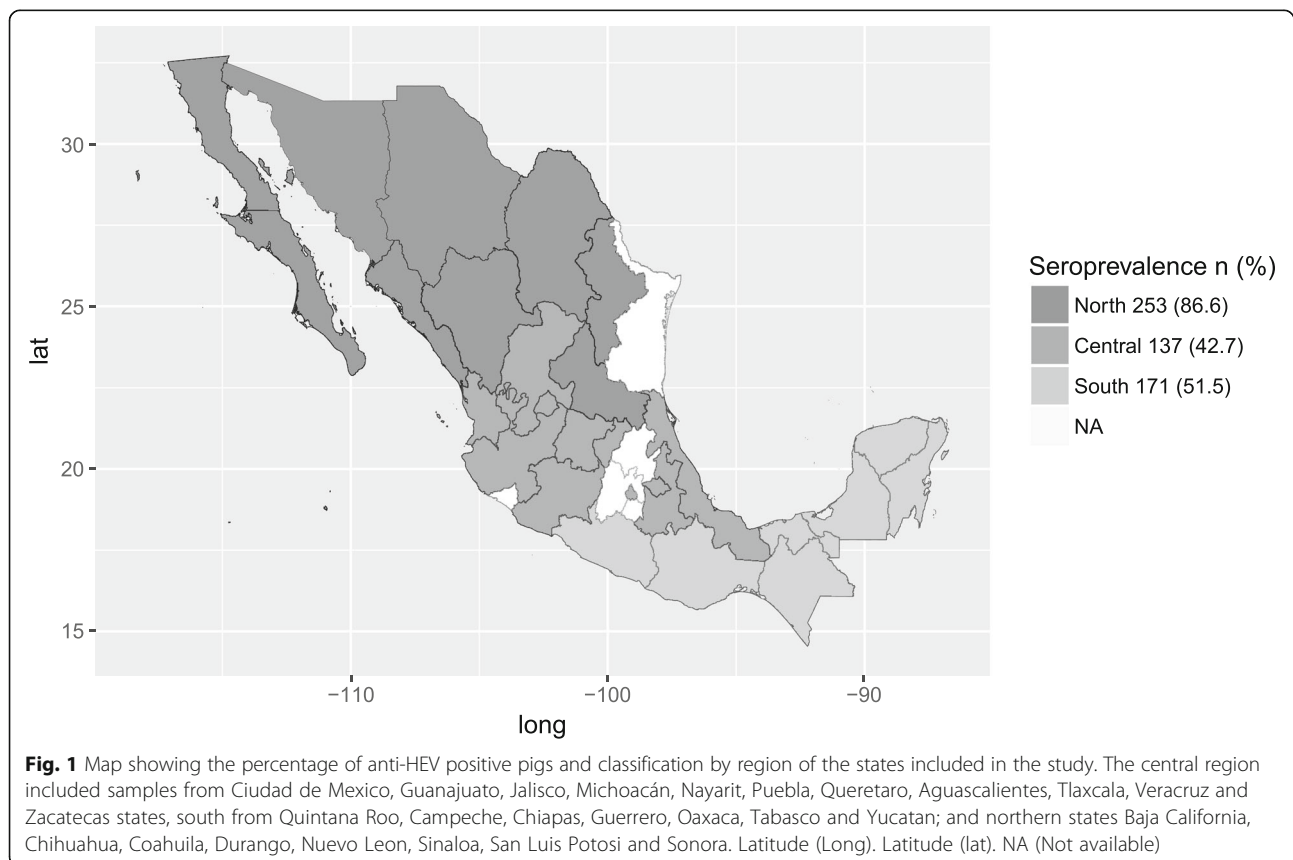 30
25
20
15
lat
−110
−100
−90
long
Seroprevalence n (%)
North 253 (86.6)
Central 137 (42.7)
South 171 (51.5)
NA
Fig. 1 Map showing the percentage of anti-HEV positive pigs and classification by region of the states included in the study. The central region
included samples from Ciudad de Mexico, Guanajuato, Jalisco, Michoacán, Nayarit, Puebla, Queretaro, Aguascalientes, Tlaxcala, Veracruz and
Zacatecas states, south from Quintana Roo, Campeche, Chiapas, Guerrero, Oaxaca, Tabasco and Yucatan; and northern states Baja California,
Chihuahua, Coahuila, Durango, Nuevo Leon, Sinaloa, San Luis Potosi and Sonora. Latitude (Long). Latitude (lat). NA (Not available)